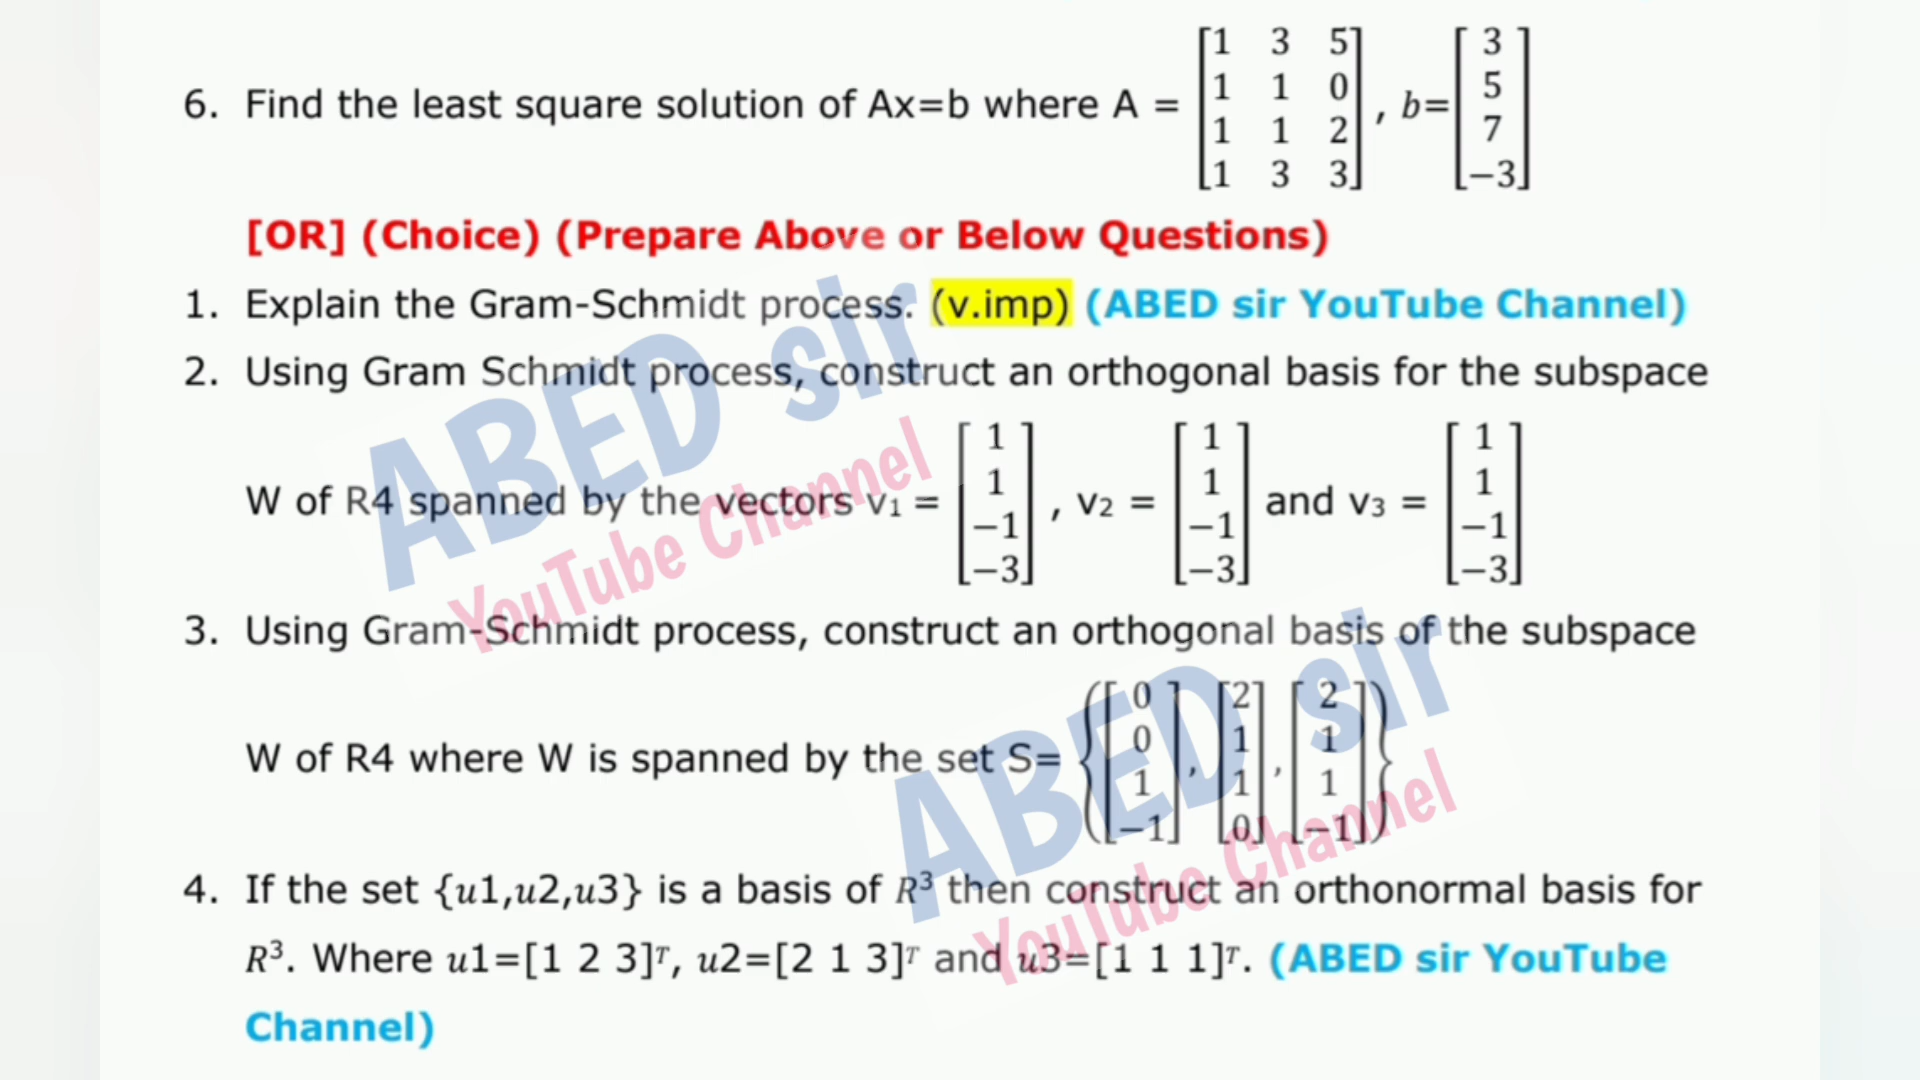 6. Find the least square solution of Ax=b where A = [1 3 5; 1 1 0; 1 1 2; 1 3 3], b=[3; 5; 7; −3]
[OR] (Choice) (Prepare Above or Below Questions)
1. Explain the Gram-Schmidt process. (v.imp) (ABED sir YouTube Channel)
2. Using Gram Schmidt process, construct an orthogonal basis for the subspace
W of R4 spanned by the vectors v₁ = [1; 1; −1; −3], v₂ = [1; 1; −1; −3] and v₃ = [1; 1; −1; −3]
3. Using Gram-Schmidt process, construct an orthogonal basis of the subspace
W of R4 where W is spanned by the set S= {[0; 0; 1; −1], [2; 1; 1; 0], [2; 1; 1; −1]}
4. If the set {u1,u2,u3} is a basis of R³ then construct an orthonormal basis for
R³. Where u1=[1 2 3]ᵀ, u2=[2 1 3]ᵀ and u3=[1 1 1]ᵀ. (ABED sir YouTube
Channel)
ABED sir
YouTube Channel
ABED sir
YouTube Channel